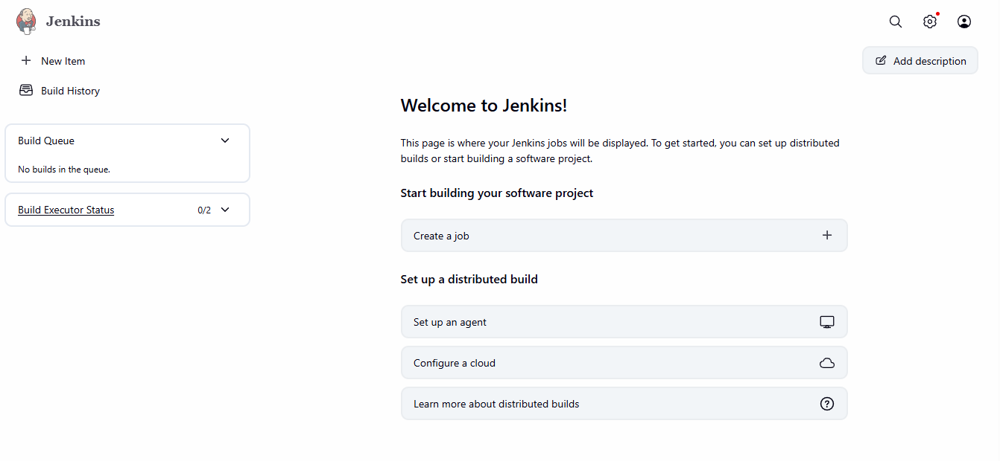 Jenkins
New Item
Build History
Add description
Build Queue
No builds in the queue.
Build Executor Status 0/2
Welcome to Jenkins!
This page is where your Jenkins jobs will be displayed. To get started, you can set up distributed
builds or start building a software project.
Start building your software project
Create a job
Set up a distributed build
Set up an agent
Configure a cloud
Learn more about distributed builds